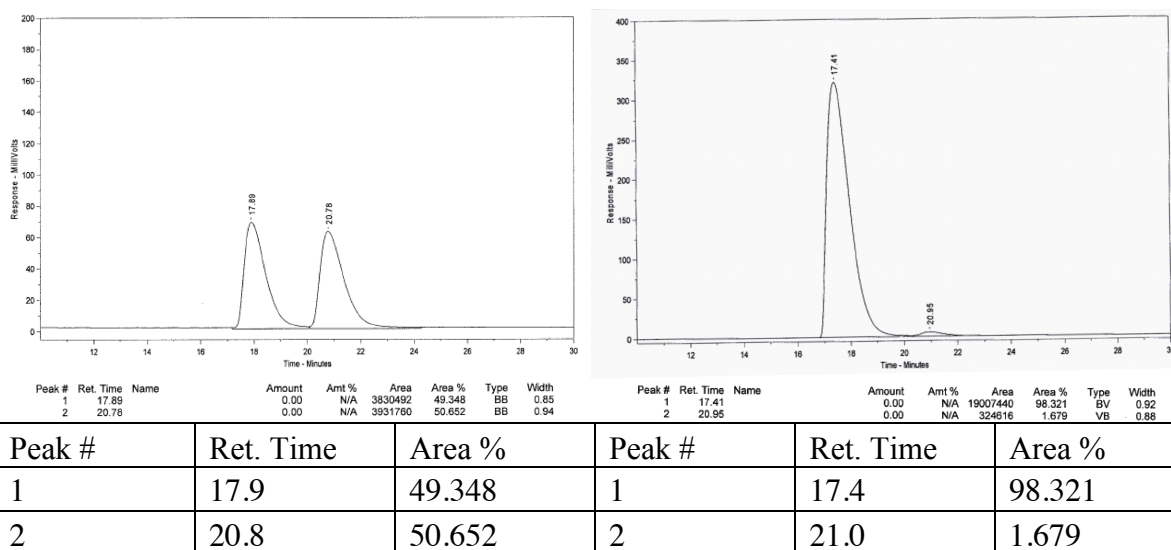 200
180
160
140
120
100
80
60
40
20
0
Response - MilliVolts
17.89
20.78
12 14 16 18 20 22 24 26 28 30
Time - Minutes
Peak # Ret. Time Name Amount Amt % Area Area % Type Width
1 17.89 0.00 N/A 3830492 49.348 BB 0.85
2 20.78 0.00 N/A 3931760 50.652 BB 0.94
400
350
300
250
200
150
100
50
0
Response - MilliVolts
17.41
20.95
12 14 16 18 20 22 24 26 28 3
Time - Minutes
Peak # Ret. Time Name Amount Amt % Area Area % Type Width
1 17.41 0.00 N/A 19007440 98.321 BV 0.92
2 20.95 0.00 N/A 324616 1.679 VB 0.88
Peak # Ret. Time Area % Peak # Ret. Time Area %
1 17.9 49.348 1 17.4 98.321
2 20.8 50.652 2 21.0 1.679